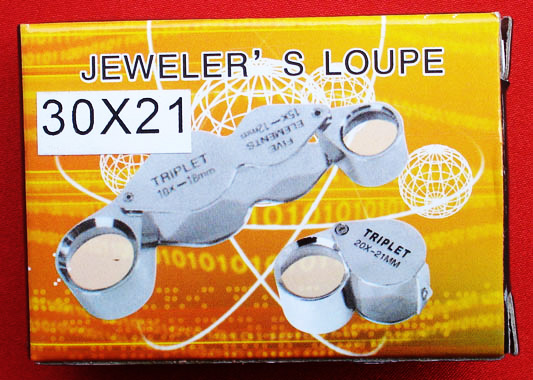 JEWELER' S LOUPE
30X21
15X—12mm
FIVE
ELEMENTS
TRIPLET
10x—18mm
TRIPLET
20X-21MM